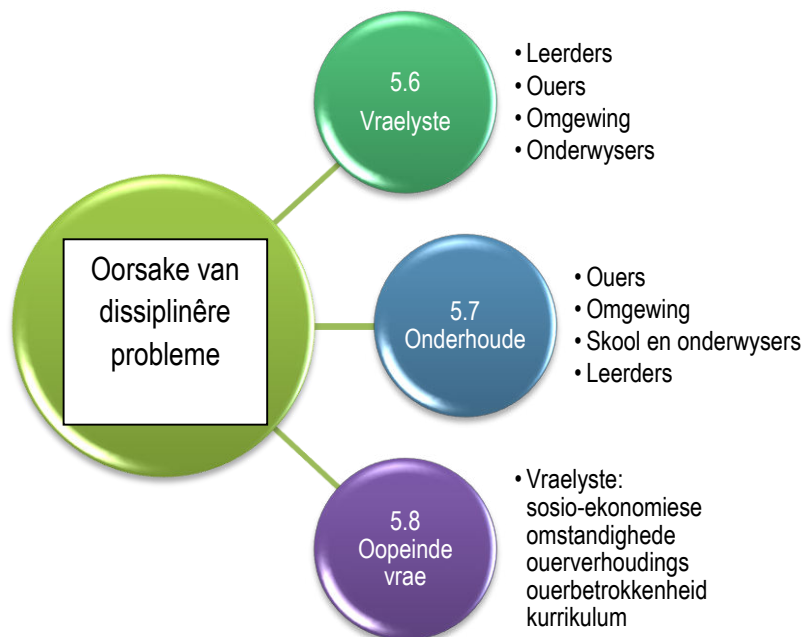 Oorsake van
dissiplinêre
probleme
5.6
Vraelyste
• Leerders
• Ouers
• Omgewing
• Onderwysers
5.7
Onderhoude
• Ouers
• Omgewing
• Skool en onderwysers
• Leerders
5.8
Oopeinde
vrae
• Vraelyste:
sosio-ekonomiese
omstandighede
ouerverhoudings
ouerbetrokkenheid
kurrikulum